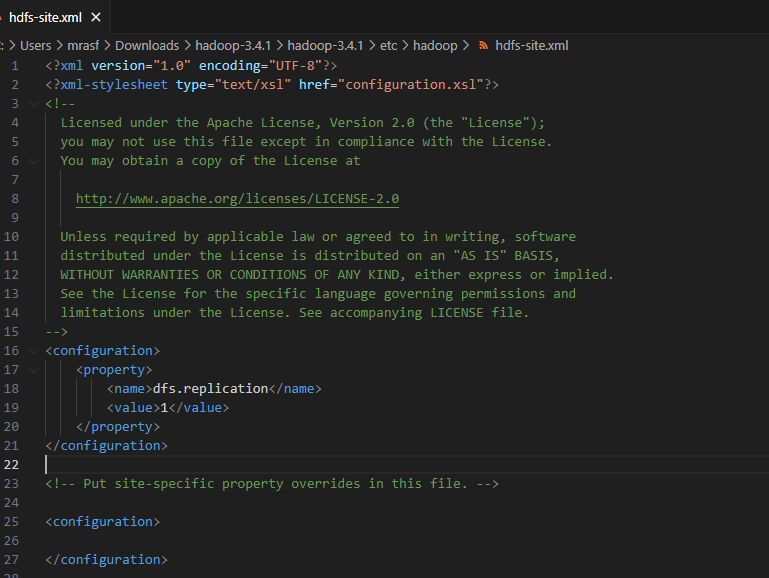 hdfs-site.xml ×
: > Users > mrasf > Downloads > hadoop-3.4.1 > hadoop-3.4.1 > etc > hadoop > hdfs-site.xml
1 <?xml version="1.0" encoding="UTF-8"?>
2 <?xml-stylesheet type="text/xsl" href="configuration.xsl"?>
3 <!--
4 Licensed under the Apache License, Version 2.0 (the "License");
5 you may not use this file except in compliance with the License.
6 You may obtain a copy of the License at
7
8 http://www.apache.org/licenses/LICENSE-2.0
9
10 Unless required by applicable law or agreed to in writing, software
11 distributed under the License is distributed on an "AS IS" BASIS,
12 WITHOUT WARRANTIES OR CONDITIONS OF ANY KIND, either express or implied.
13 See the License for the specific language governing permissions and
14 limitations under the License. See accompanying LICENSE file.
15 -->
16 <configuration>
17 <property>
18 <name>dfs.replication</name>
19 <value>1</value>
20 </property>
21 </configuration>
22
23 <!-- Put site-specific property overrides in this file. -->
24
25 <configuration>
26
27 </configuration>
28